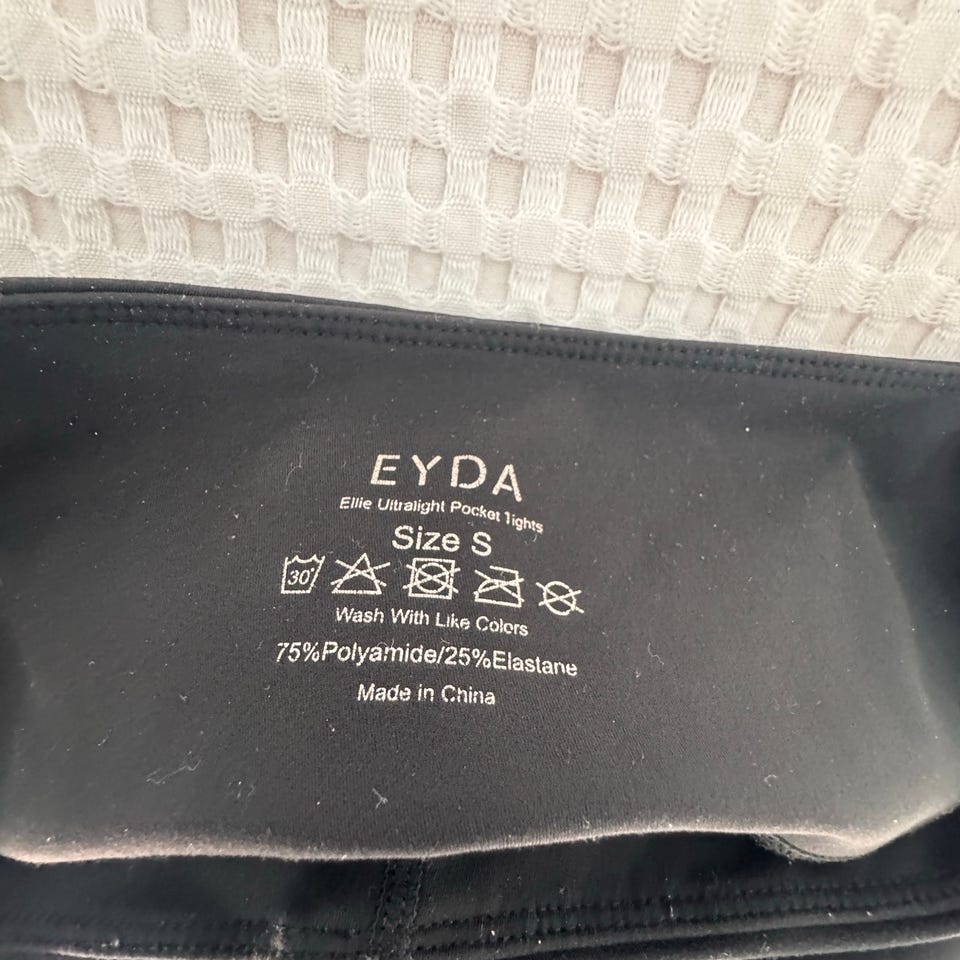 EYDA
Ellie Ultralight Pocket Tights
Size S
30°
Wash With Like Colors
75%Polyamide/25%Elastane
Made in China